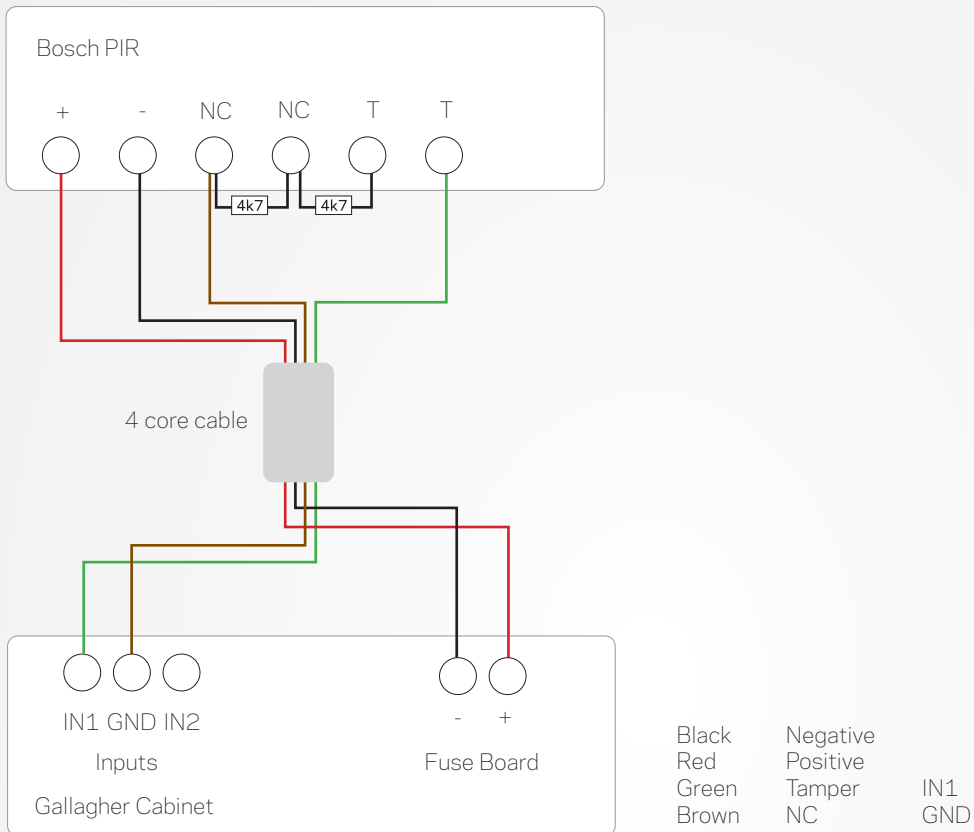 Bosch PIR
+ - NC NC T T
4k7 4k7
4 core cable
IN1 GND IN2
- +
Inputs
Fuse Board
Gallagher Cabinet
Black Negative
Red Positive
Green Tamper IN1
Brown NC GND